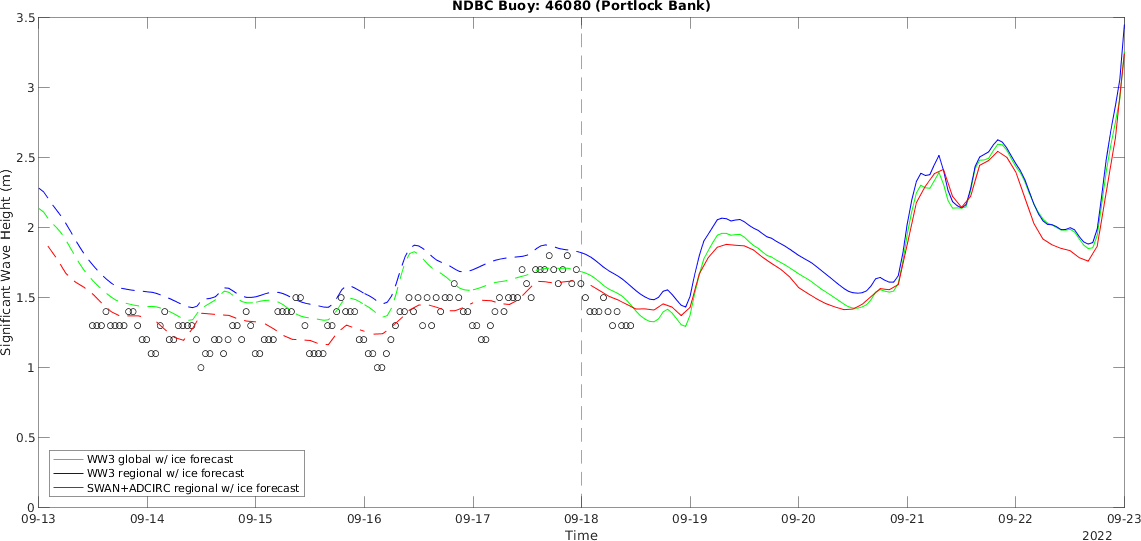 NDBC Buoy: 46080 (Portlock Bank)
3.5
3
2.5
2
1.5
1
0.5
0
Significant Wave Height (m)
WW3 global w/ ice forecast
WW3 regional w/ ice forecast
SWAN+ADCIRC regional w/ ice forecast
09-13 09-14 09-15 09-16 09-17 09-18 09-19 09-20 09-21 09-22 09-23
Time
2022